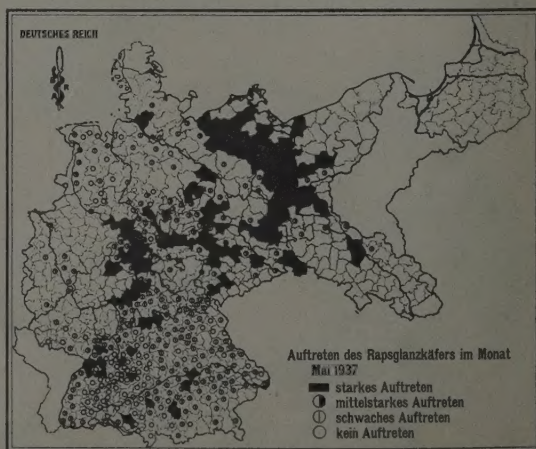 DEUTSCHES REICH
Auftreten des Rapsglanzkäfers im Monat
Mai 1937
starkes Auftreten
mittelstarkes Auftreten
schwaches Auftreten
kein Auftreten